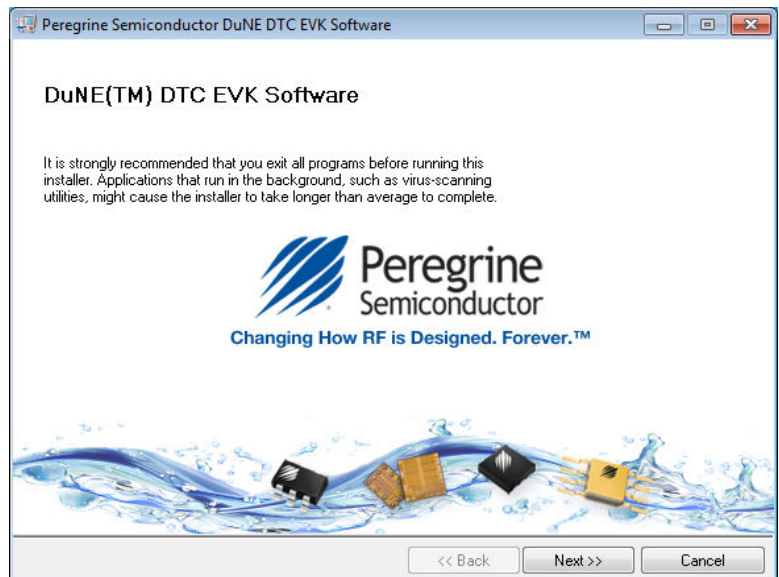 Peregrine Semiconductor DuNE DTC EVK Software
DuNE(TM) DTC EVK Software
It is strongly recommended that you exit all programs before running this
installer. Applications that run in the background, such as virus-scanning
utilities, might cause the installer to take longer than average to complete.
Peregrine
Semiconductor
Changing How RF is Designed. Forever.™
<< Back
Next >>
Cancel